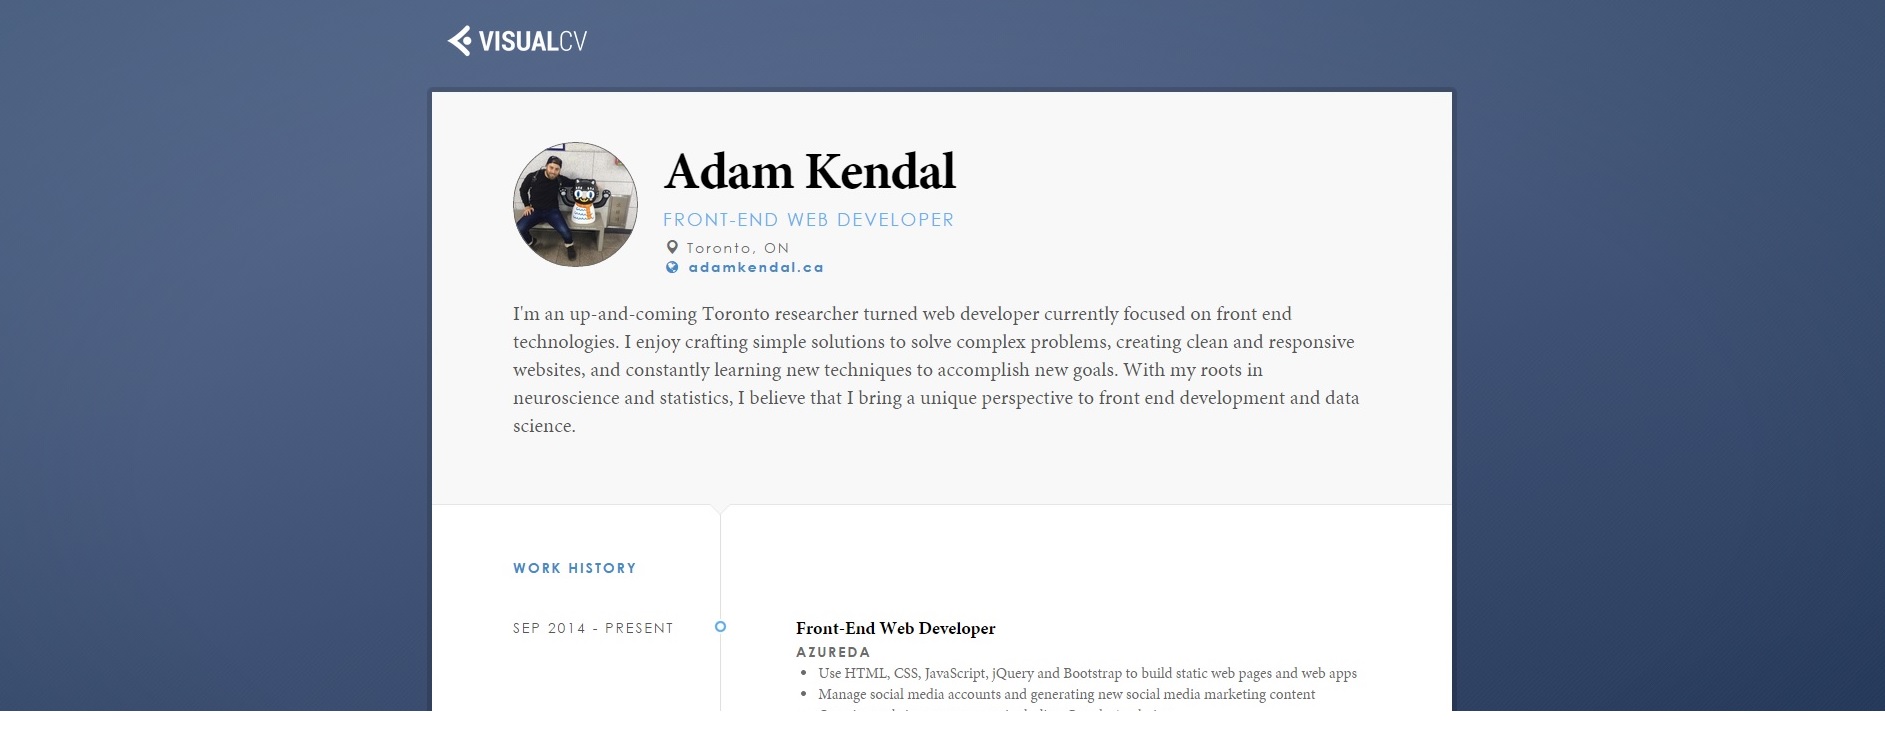 VISUALCV
Adam Kendal
FRONT-END WEB DEVELOPER
Toronto, ON
adamkendal.ca
I'm an up-and-coming Toronto researcher turned web developer currently focused on front end
technologies. I enjoy crafting simple solutions to solve complex problems, creating clean and responsive
websites, and constantly learning new techniques to accomplish new goals. With my roots in
neuroscience and statistics, I believe that I bring a unique perspective to front end development and data
science.
WORK HISTORY
SEP 2014 - PRESENT
Front-End Web Developer
AZUREDA
• Use HTML, CSS, JavaScript, jQuery and Bootstrap to build static web pages and web apps
• Manage social media accounts and generating new social media marketing content